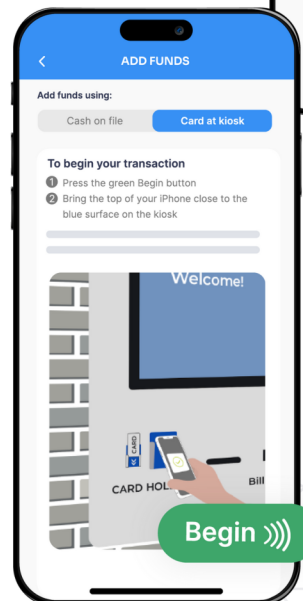 ADD FUNDS
Add funds using:
Cash on file
Card at kiosk
To begin your transaction
1 Press the green Begin button
2 Bring the top of your iPhone close to the
blue surface on the kiosk
Welcome!
CARD
CARD HOL
Bill
Begin